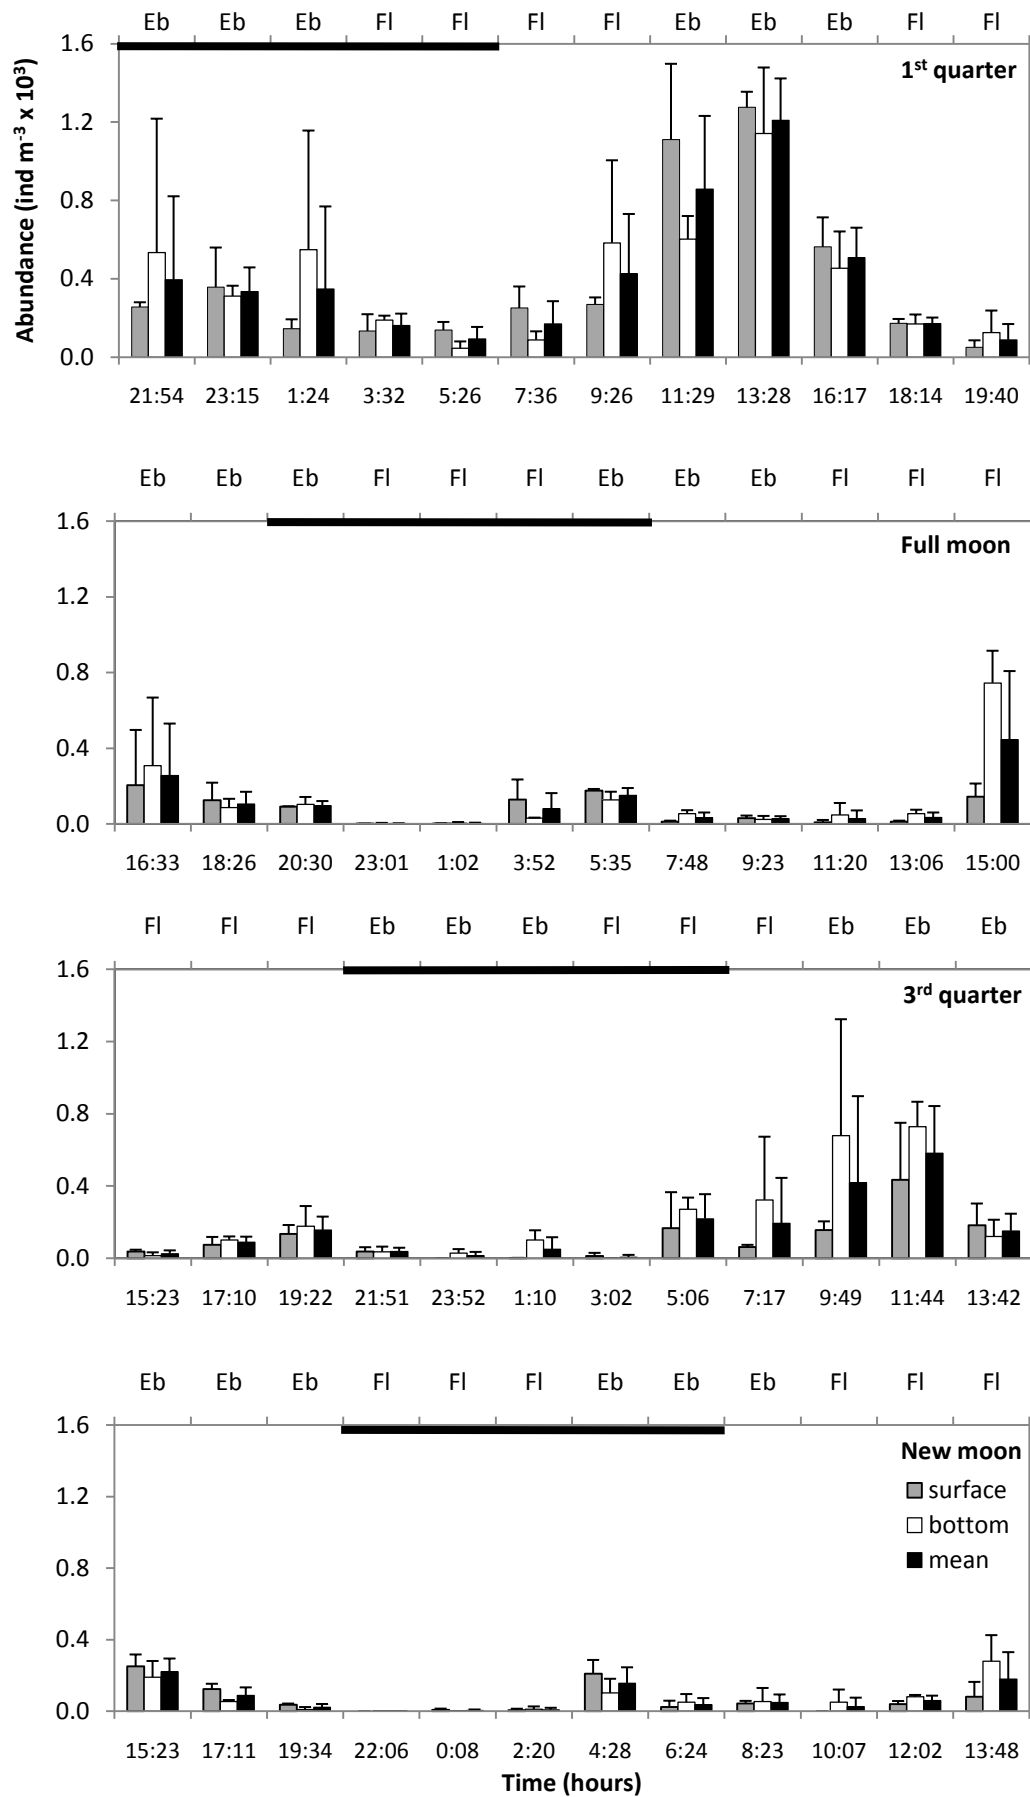 Eb Eb Eb Fl Fl Fl Fl Eb Eb Eb Fl Fl
Abundance (ind m⁻³ x 10³)
1.6
1st quarter
1.2
0.8
0.4
0.0
21:54 23:15 1:24 3:32 5:26 7:36 9:26 11:29 13:28 16:17 18:14 19:40
Eb Eb Eb Fl Fl Fl Eb Eb Eb Fl Fl Fl
1.6
Full moon
1.2
0.8
0.4
0.0
16:33 18:26 20:30 23:01 1:02 3:52 5:35 7:48 9:23 11:20 13:06 15:00
Fl Fl Fl Eb Eb Eb Fl Fl Fl Eb Eb Eb
1.6
3rd quarter
1.2
0.8
0.4
0.0
15:23 17:10 19:22 21:51 23:52 1:10 3:02 5:06 7:17 9:49 11:44 13:42
Eb Eb Eb Fl Fl Fl Eb Eb Eb Fl Fl Fl
1.6
New moon
1.2
surface
bottom
0.8
mean
0.4
0.0
15:23 17:11 19:34 22:06 0:08 2:20 4:28 6:24 8:23 10:07 12:02 13:48
Time (hours)